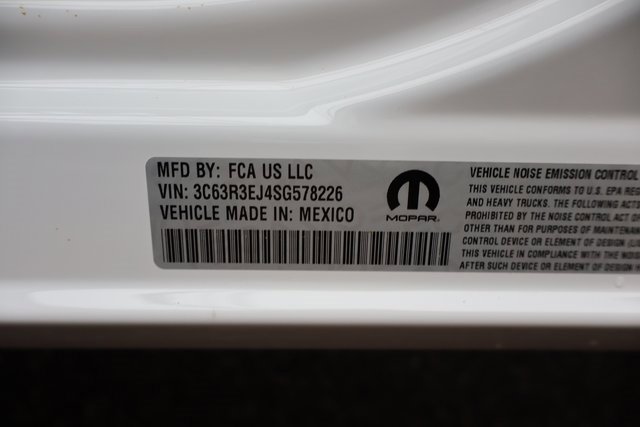 MFD BY: FCA US LLC
VIN: 3C63R3EJ4SG578226
VEHICLE MADE IN: MEXICO
MOPAR
VEHICLE NOISE EMISSION CONTROL
THIS VEHICLE CONFORMS TO U.S. EPA REG
AND HEAVY TRUCKS. THE FOLLOWING ACTS
PROHIBITED BY THE NOISE CONTROL ACT O
OTHER THAN FOR PURPOSES OF MAINTENAN
CONTROL DEVICE OR ELEMENT OF DESIGN
THIS VEHICLE IN COMPLIANCE WITH THE NOIS
AFTER SUCH DEVICE OR ELEMENT OF DESIGN